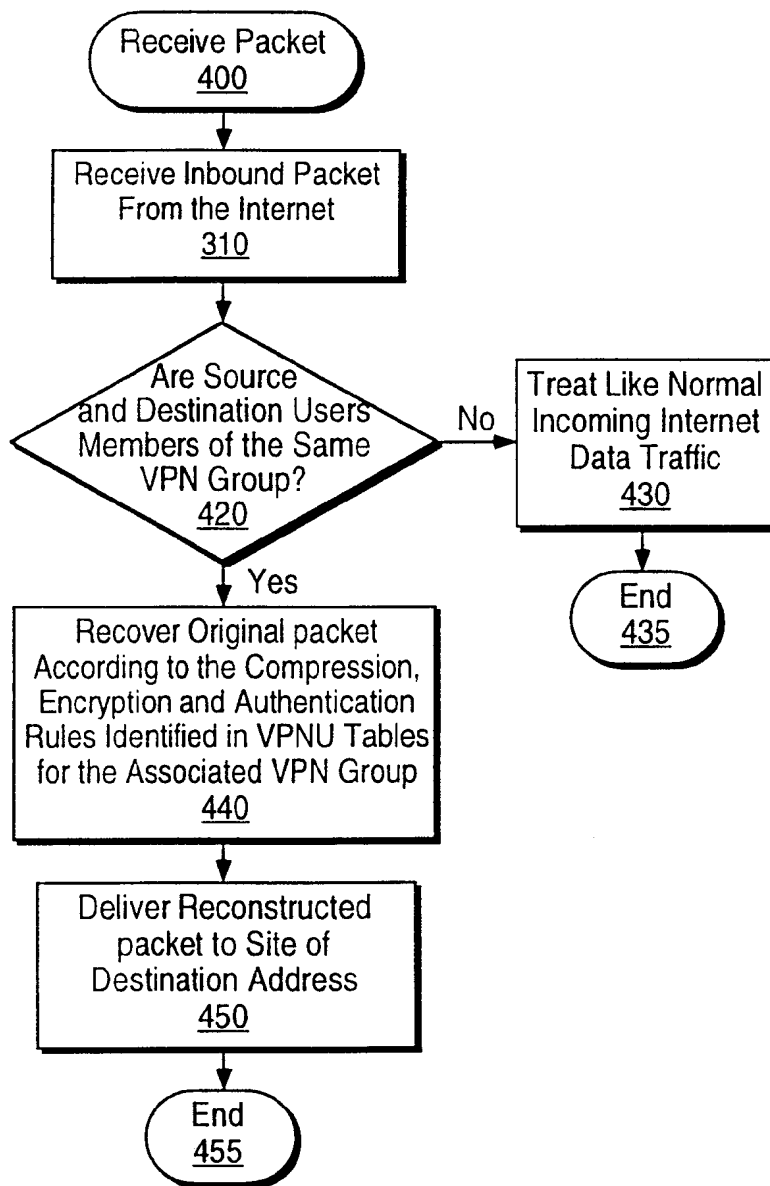 Receive Packet
400
Receive Inbound Packet
From the Internet
310
Are Source
and Destination Users
Members of the Same
VPN Group?
420
No
Treat Like Normal
Incoming Internet
Data Traffic
430
End
435
Yes
Recover Original packet
According to the Compression,
Encryption and Authentication
Rules Identified in VPNU Tables
for the Associated VPN Group
440
Deliver Reconstructed
packet to Site of
Destination Address
450
End
455